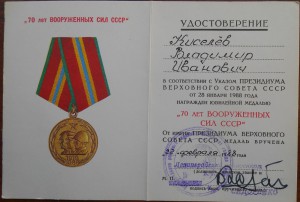 "70 ЛЕТ ВООРУЖЕННЫХ СИЛ СССР"
УДОСТОВЕРЕНИЕ
Киселёв
Владимир
Иванович
В СООТВЕТСТВИИ С УКАЗОМ ПРЕЗИДИУМА
ВЕРХОВНОГО СОВЕТА СССР
ОТ 28 ЯНВАРЯ 1988 ГОДА
НАГРАЖДЕН ЮБИЛЕЙНОЙ МЕДАЛЬЮ
"70 ЛЕТ ВООРУЖЕННЫХ
СИЛ СССР"
ОТ ИМЕНИ ПРЕЗИДИУМА ВЕРХОВНОГО
СОВЕТА СССР МЕДАЛЬ ВРУЧЕНА
февраля
М. П.